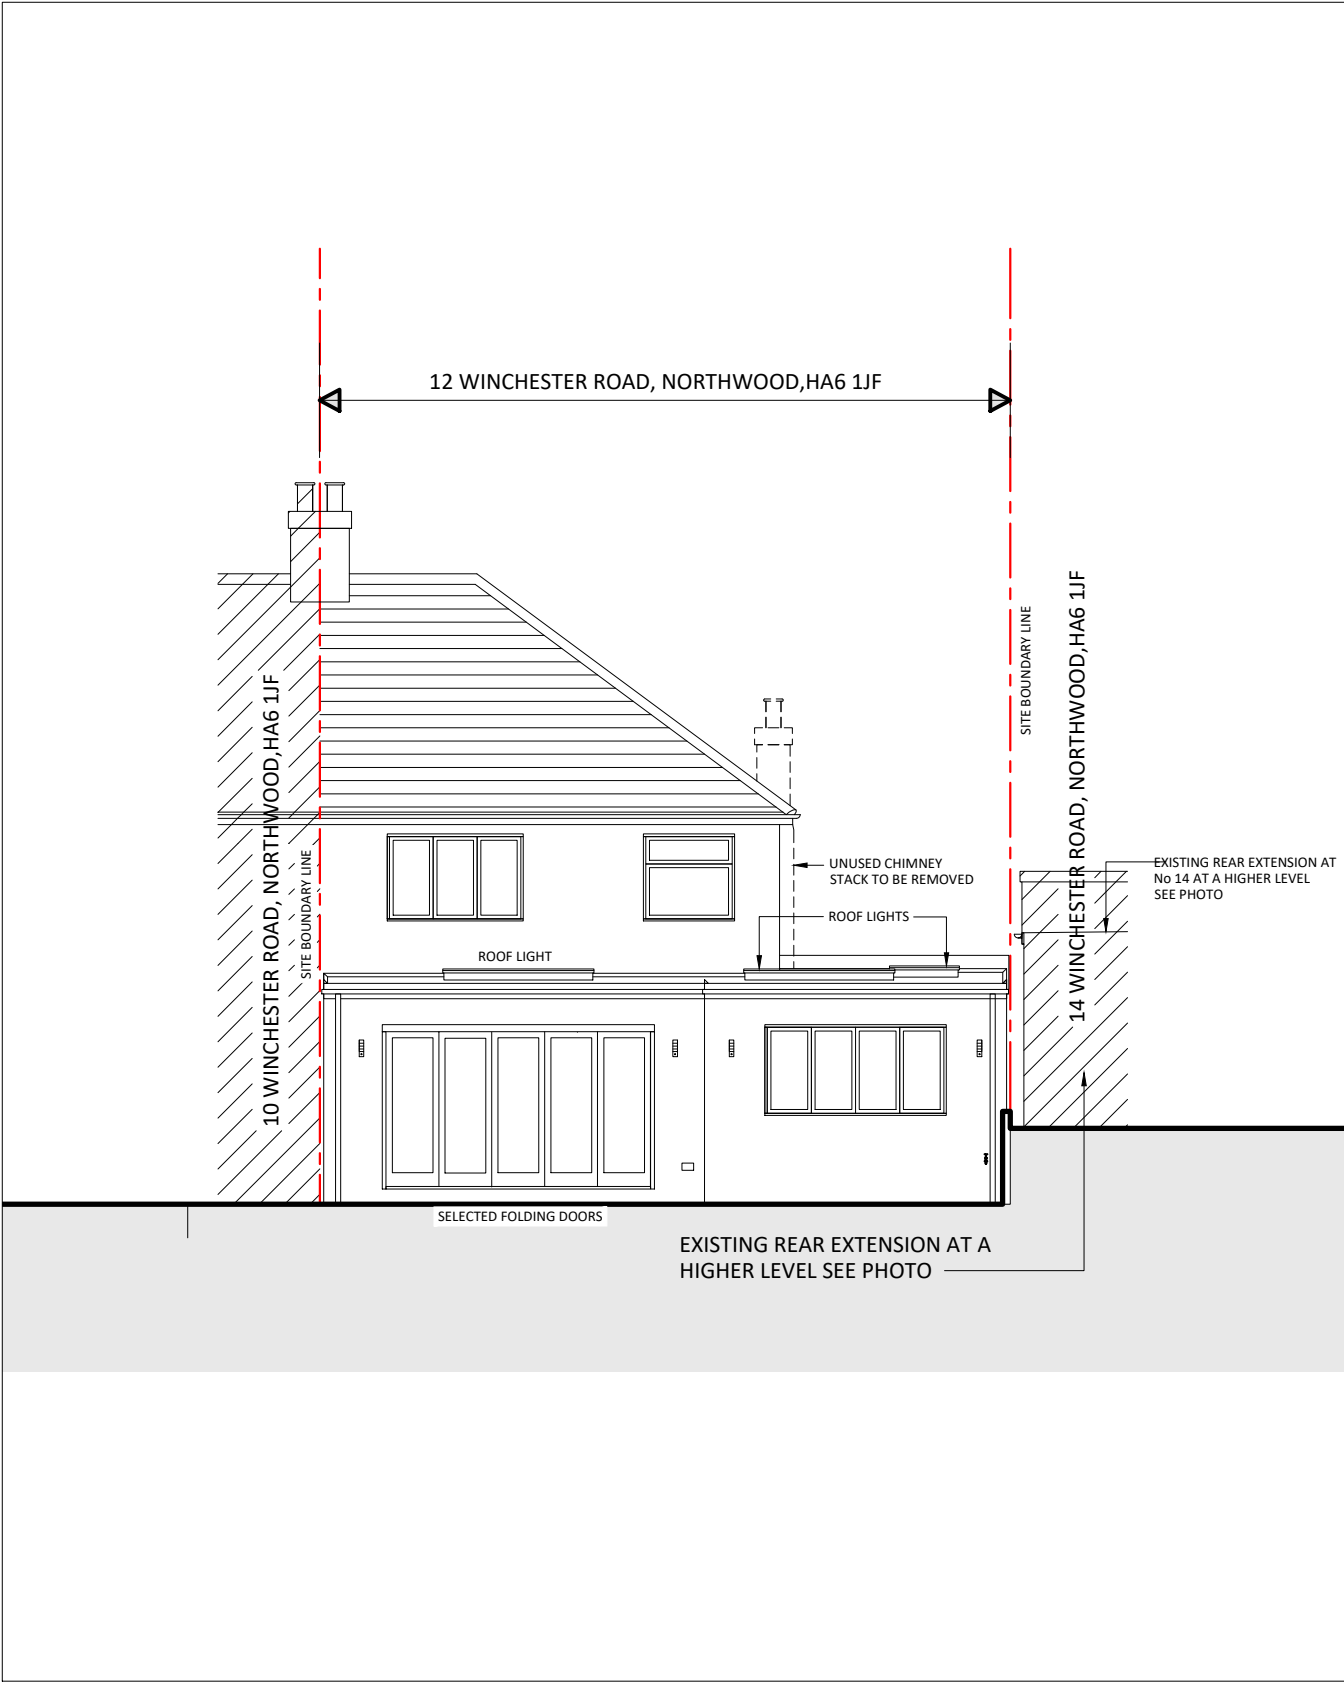 12 WINCHESTER ROAD, NORTHWOOD,HA6 1JF
10 WINCHESTER ROAD, NORTHWOOD,HA6 1JF
SITE BOUNDARY LINE
SITE BOUNDARY LINE
14 WINCHESTER ROAD, NORTHWOOD,HA6 1JF
UNUSED CHIMNEY
STACK TO BE REMOVED
EXISTING REAR EXTENSION AT
No 14 AT A HIGHER LEVEL
SEE PHOTO
ROOF LIGHTS
ROOF LIGHT
SELECTED FOLDING DOORS
EXISTING REAR EXTENSION AT A
HIGHER LEVEL SEE PHOTO